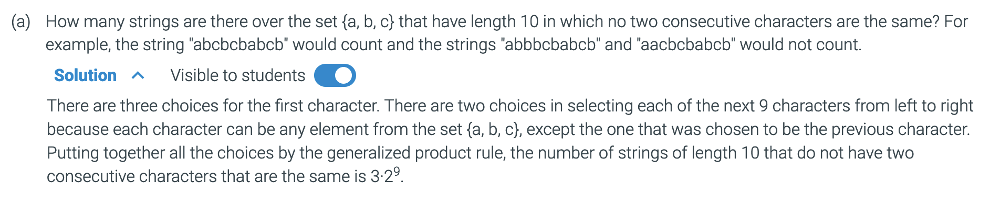 (a) How many strings are there over the set {a, b, c} that have length 10 in which no two consecutive characters are the same? For
example, the string "abcbcbabcb" would count and the strings "abbbcbabcb" and "aacbcbabcb" would not count.
Solution Visible to students
There are three choices for the first character. There are two choices in selecting each of the next 9 characters from left to right
because each character can be any element from the set {a, b, c}, except the one that was chosen to be the previous character.
Putting together all the choices by the generalized product rule, the number of strings of length 10 that do not have two
consecutive characters that are the same is 3·2⁹.